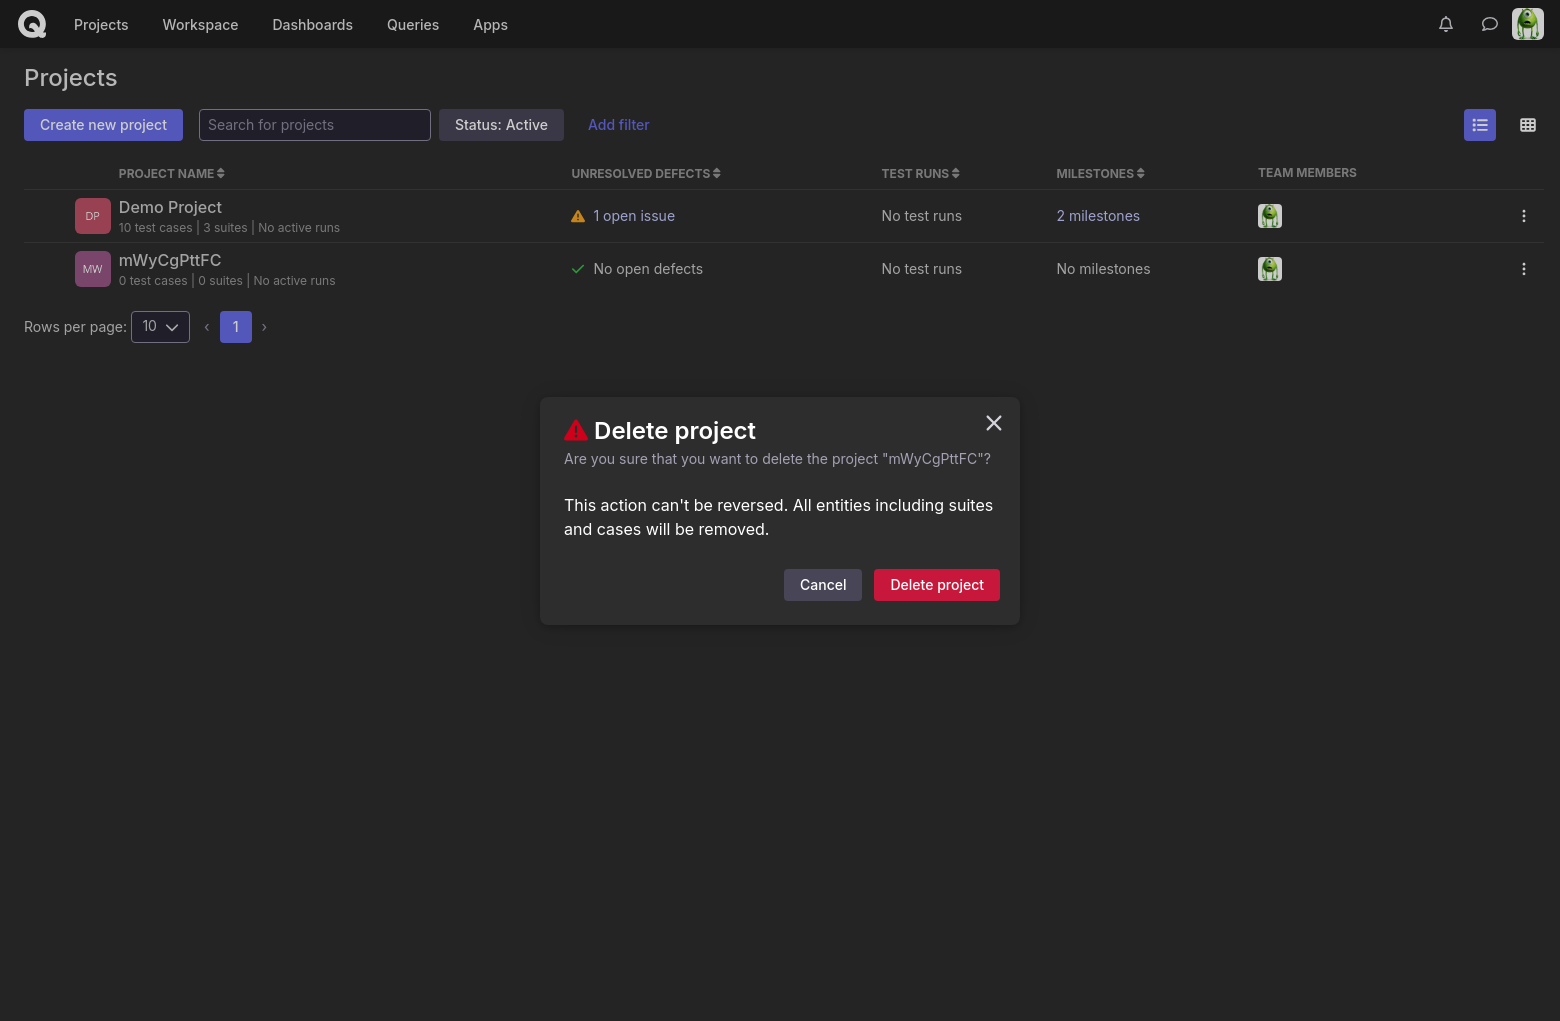 Projects Workspace Dashboards Queries Apps
Projects
Create new project Search for projects Status: Active Add filter
PROJECT NAME UNRESOLVED DEFECTS TEST RUNS MILESTONES TEAM MEMBERS
DP Demo Project 1 open issue No test runs 2 milestones
10 test cases | 3 suites | No active runs
MW mWyCgPttFC No open defects No test runs No milestones
0 test cases | 0 suites | No active runs
Rows per page: 10 ‹ 1 ›
Delete project
Are you sure that you want to delete the project "mWyCgPttFC"?
This action can't be reversed. All entities including suites
and cases will be removed.
Cancel Delete project